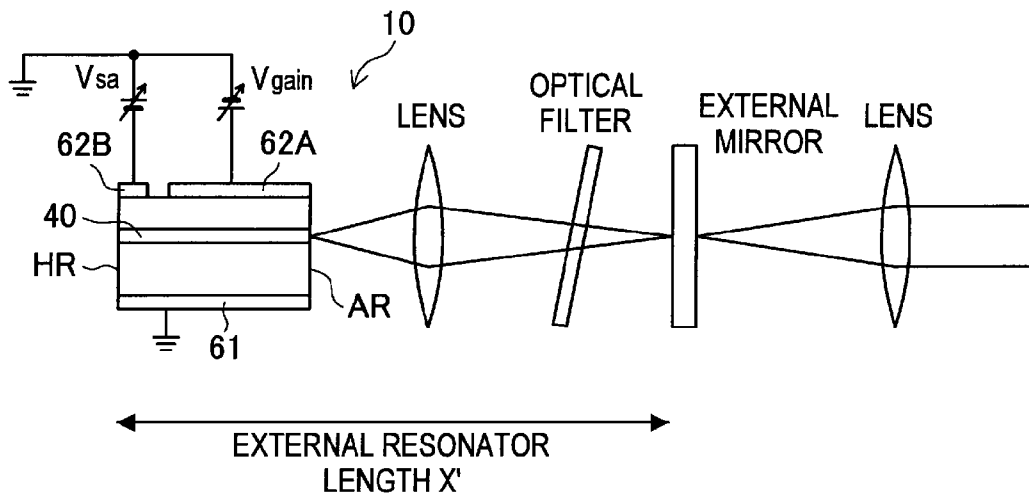 10
Vsa
Vgain
OPTICAL
FILTER
EXTERNAL
MIRROR
LENS
LENS
62B
62A
40
HR
AR
61
EXTERNAL RESONATOR
LENGTH X'